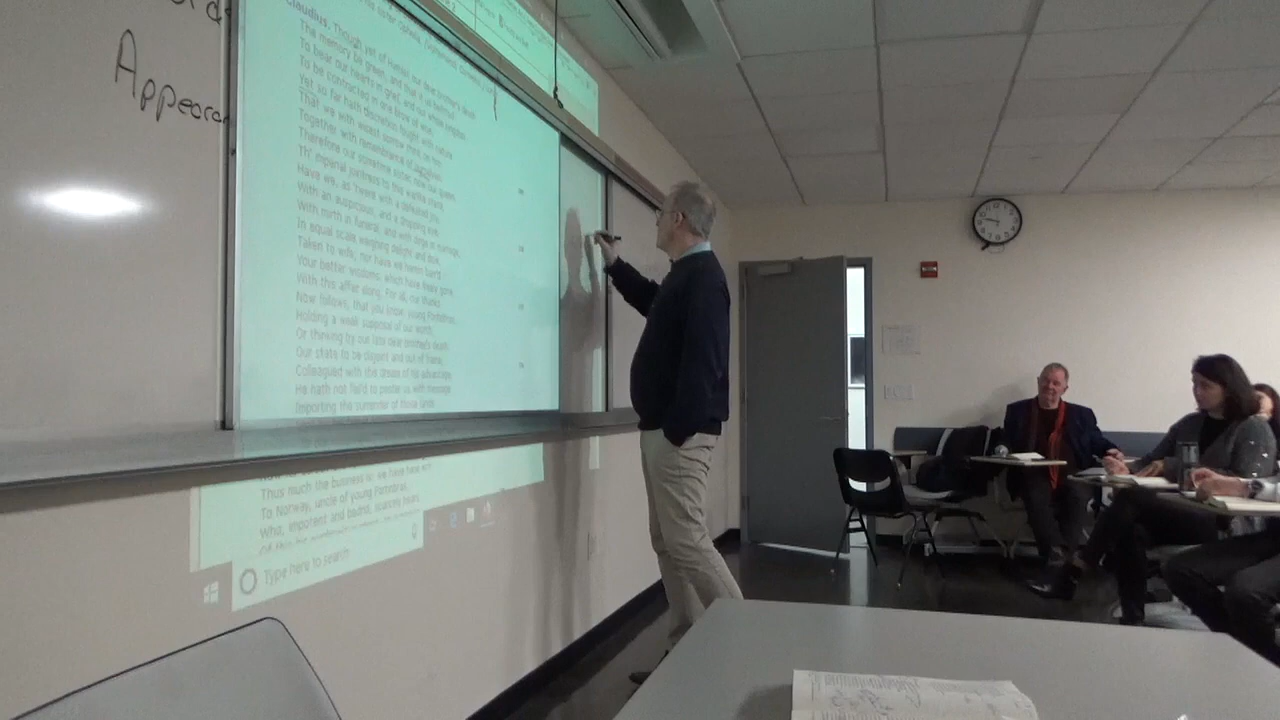 Appeara
Claudius. Though yet of Hamlet our dear brother's death
The memory be green, and that it us befitted
To bear our hearts in grief, and our whole kingdom
To be contracted in one brow of woe,
Yet so far hath discretion fought with nature
That we with wisest sorrow think on him
Together with remembrance of ourselves.
Therefore our sometime sister, now our queen,
Th' imperial jointress to this warlike state,
Have we, as 'twere with a defeated joy,
With an auspicious, and a dropping eye,
With mirth in funeral, and with dirge in marriage,
In equal scale weighing delight and dole,
Taken to wife; nor have we herein barr'd
Your better wisdoms, which have freely gone
With this affair along. For all, our thanks.
Now follows, that you know, young Fortinbras,
Holding a weak supposal of our worth,
Or thinking by our late dear brother's death
Our state to be disjoint and out of frame,
Colleagued with this dream of his advantage,
He hath not fail'd to pester us with message
Importing the surrender of those lands
Thus much the business is: we have here writ
To Norway, uncle of young Fortinbras,
Who, impotent and bedrid, scarcely hears
Type here to search